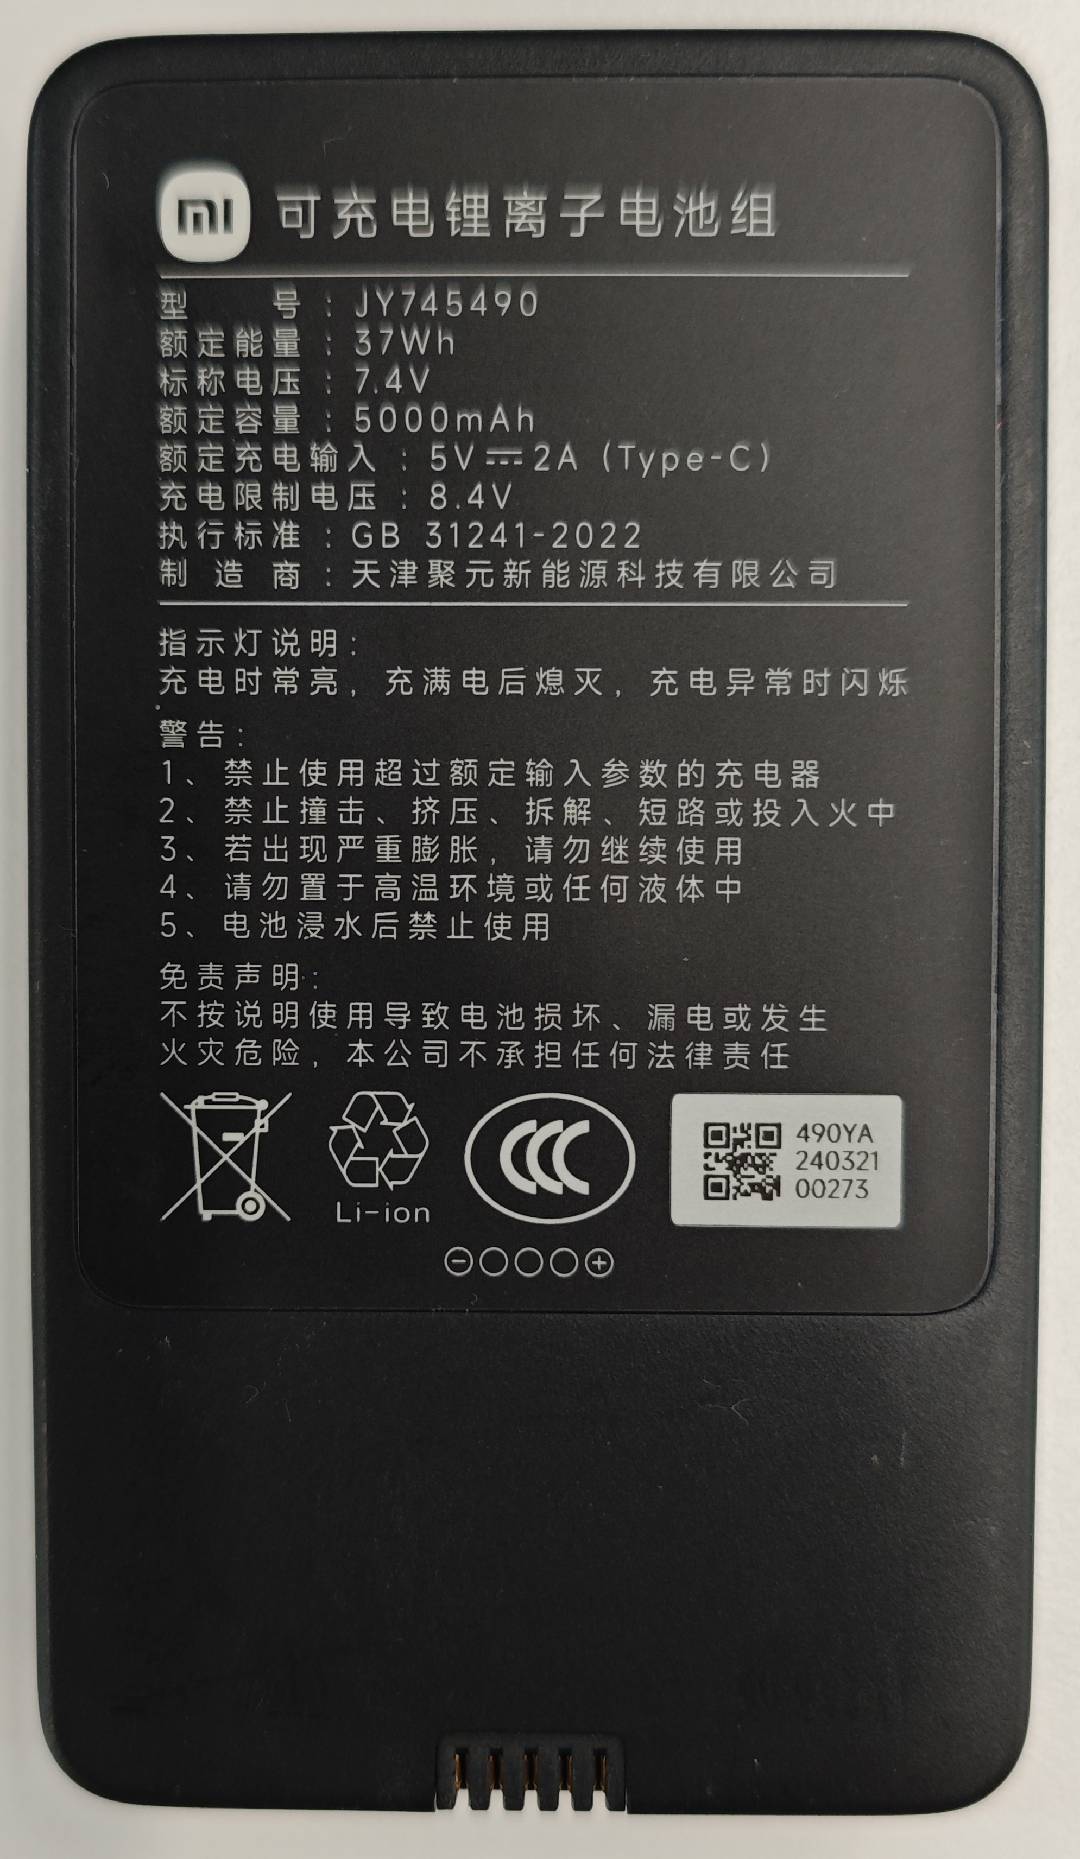 mi 可充电锂离子电池组
型 号：JY745490
额定能量：37Wh
标称电压：7.4V
额定容量：5000mAh
额定充电输入：5V⎓2A (Type-C)
充电限制电压：8.4V
执行标准：GB 31241-2022
制造商：天津聚元新能源科技有限公司
指示灯说明：
充电时常亮，充满电后熄灭，充电异常时闪烁
警告：
1、禁止使用超过额定输入参数的充电器
2、禁止撞击、挤压、拆解、短路或投入火中
3、若出现严重膨胀，请勿继续使用
4、请勿置于高温环境或任何液体中
5、电池浸水后禁止使用
免责声明：
不按说明使用导致电池损坏、漏电或发生
火灾危险，本公司不承担任何法律责任
Li-ion
CCC
490YA
240321
00273